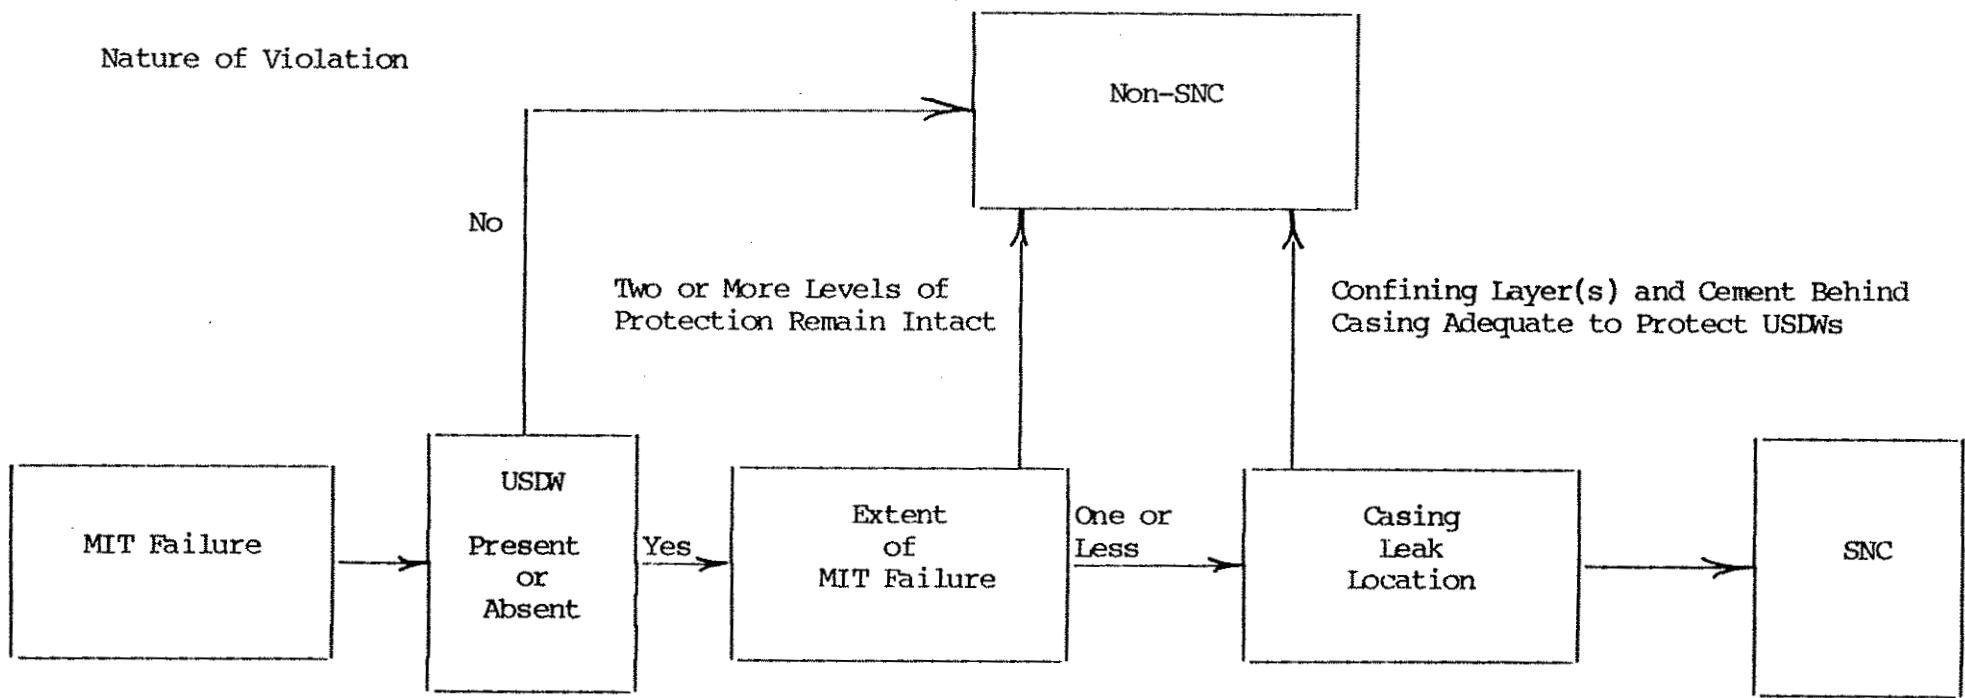 Nature of Violation
Non-SNC
No
Two or More Levels of
Protection Remain Intact
Confining Layer(s) and Cement Behind
Casing Adequate to Protect USDWs
MIT Failure
USDW
Present
or
Absent
Yes
Extent
of
MIT Failure
One or
Less
Casing
Leak
Location
SNC